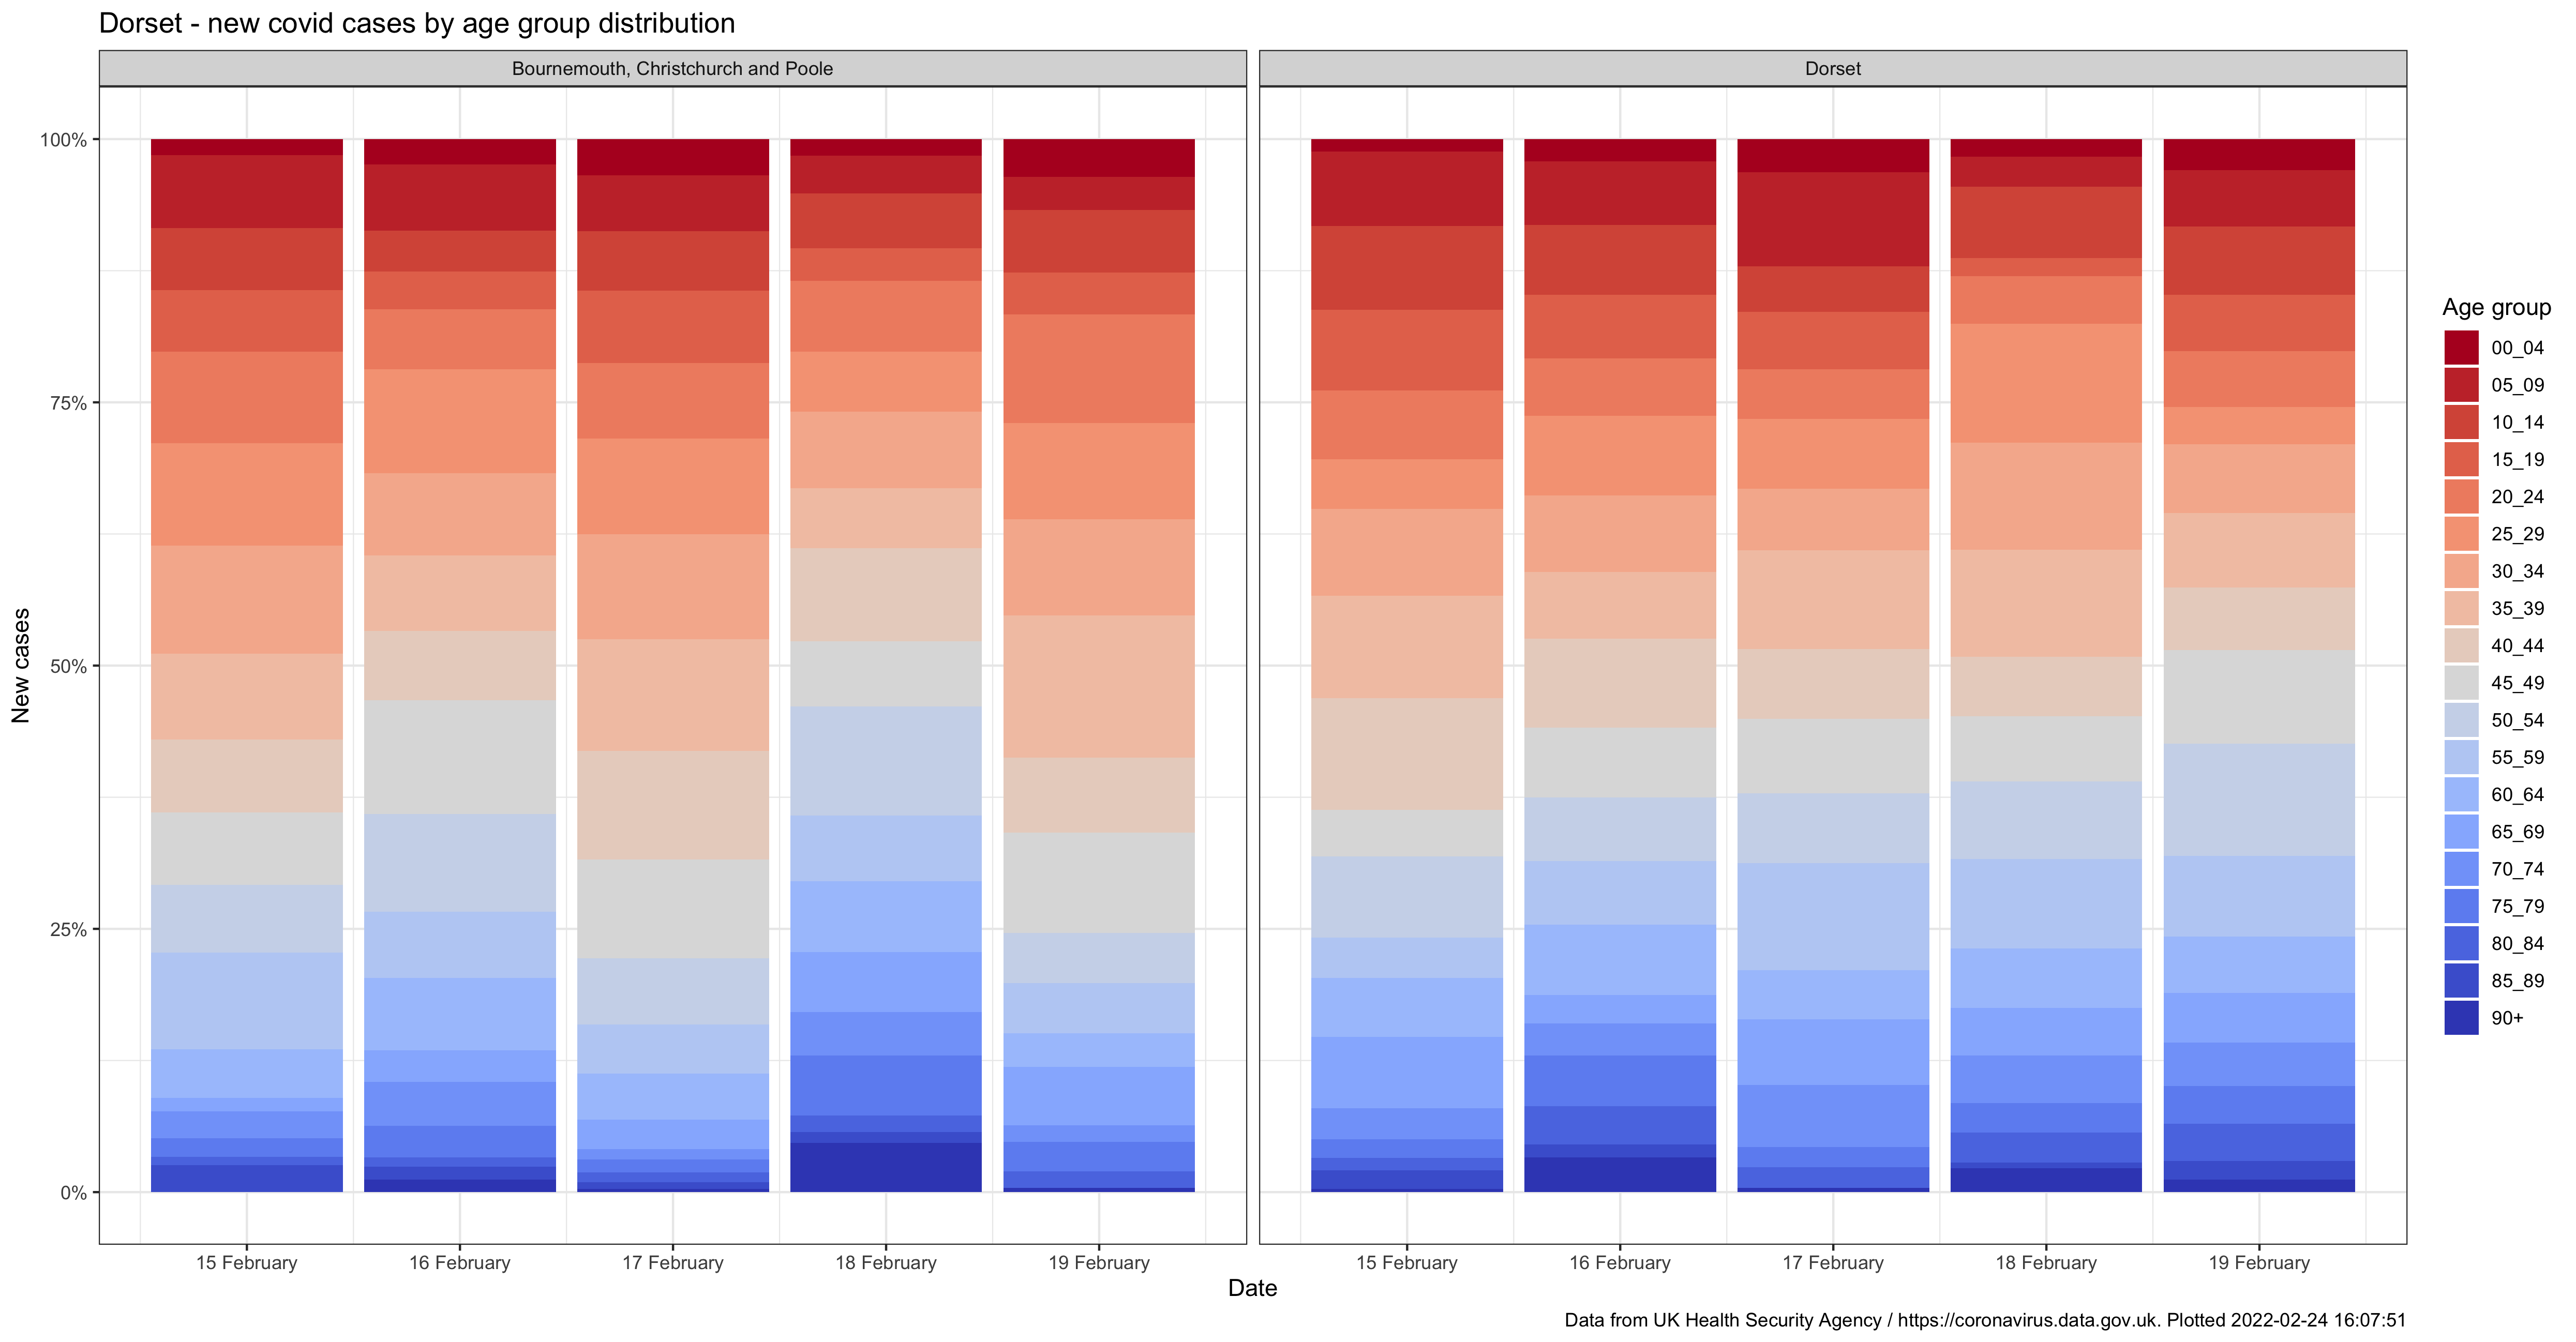 Dorset - new covid cases by age group distribution
Bournemouth, Christchurch and Poole
Dorset
100%
75%
50%
25%
0%
New cases
15 February
16 February
17 February
18 February
19 February
15 February
16 February
17 February
18 February
19 February
Date
Age group
00_04
05_09
10_14
15_19
20_24
25_29
30_34
35_39
40_44
45_49
50_54
55_59
60_64
65_69
70_74
75_79
80_84
85_89
90+
Data from UK Health Security Agency / https://coronavirus.data.gov.uk. Plotted 2022-02-24 16:07:51